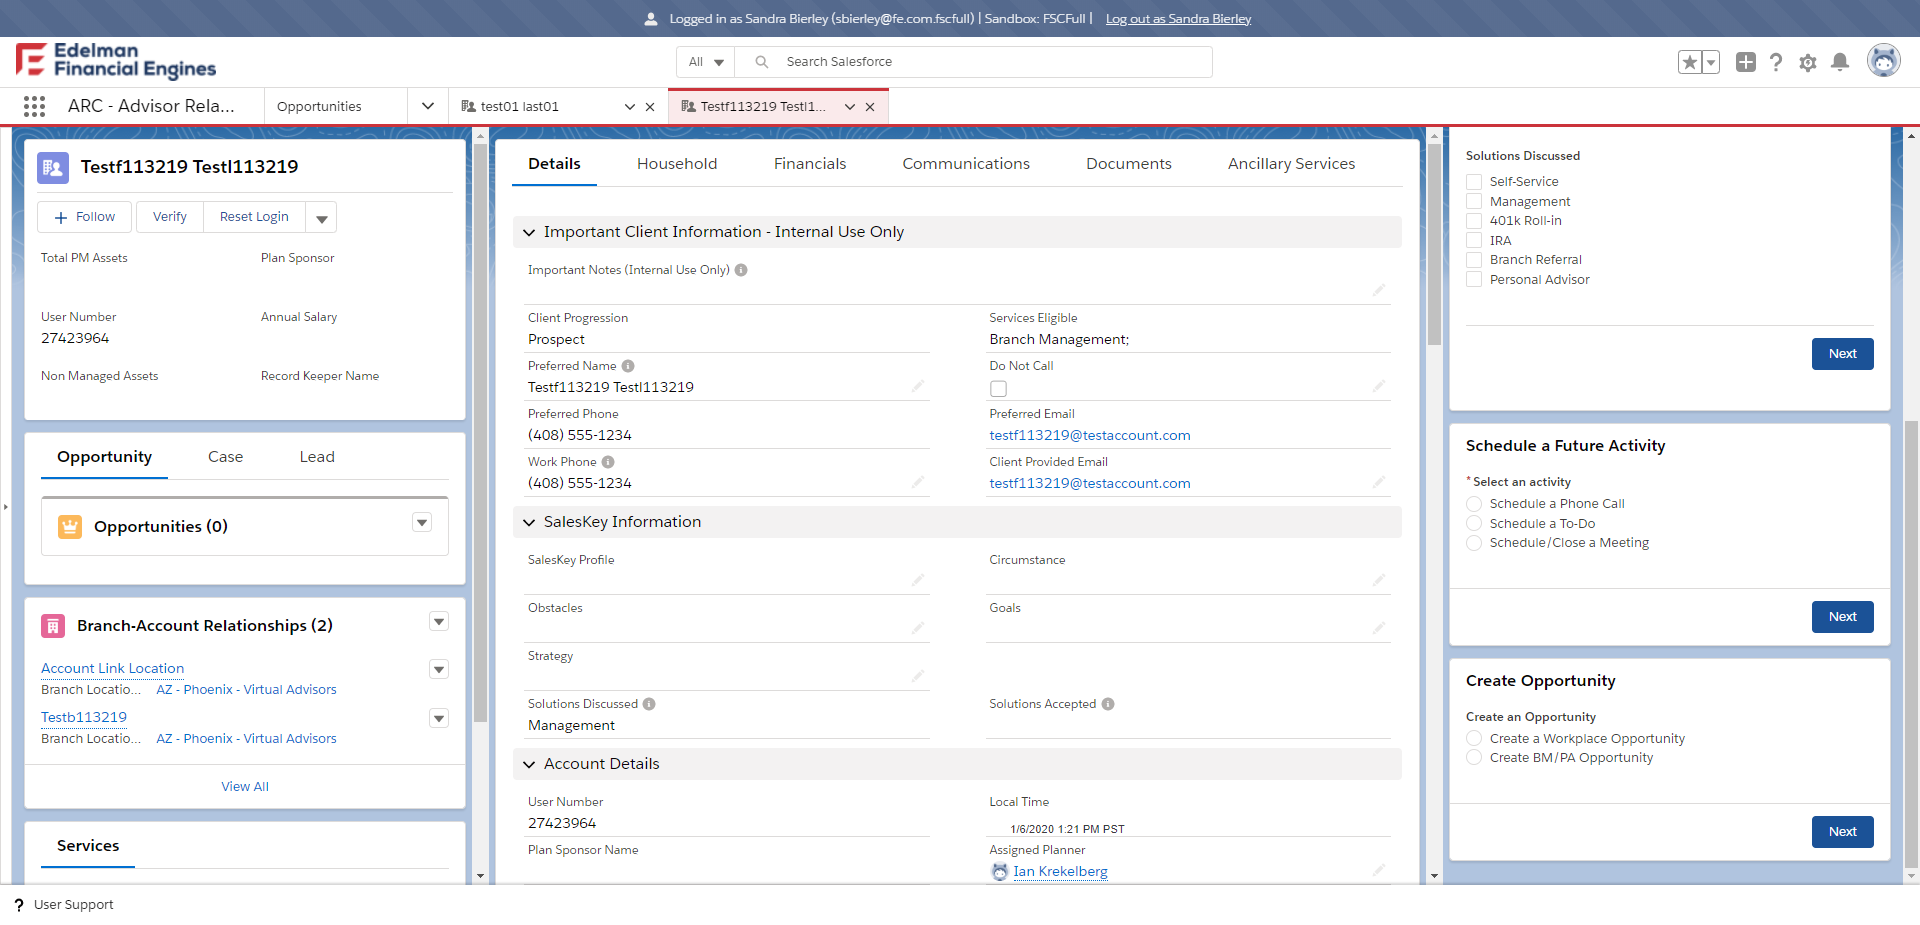 Logged in as Sandra Bierley (sbierley@fe.com.fscfull) | Sandbox: FSCFull | Log out as Sandra Bierley
Edelman
Financial Engines
All
Search Salesforce
ARC - Advisor Rela...
Opportunities
test01 last01
Testf113219 Testl1...
Testf113219 Testl113219
Follow
Verify
Reset Login
Total PM Assets
Plan Sponsor
User Number
27423964
Annual Salary
Non Managed Assets
Record Keeper Name
Opportunity
Case
Lead
Opportunities (0)
Branch-Account Relationships (2)
Account Link Location
Branch Locatio... AZ - Phoenix - Virtual Advisors
Testb113219
Branch Locatio... AZ - Phoenix - Virtual Advisors
View All
Services
Details
Household
Financials
Communications
Documents
Ancillary Services
Important Client Information - Internal Use Only
Important Notes (Internal Use Only)
Client Progression
Prospect
Services Eligible
Branch Management;
Preferred Name
Testf113219 Testl113219
Do Not Call
Preferred Phone
(408) 555-1234
Preferred Email
testf113219@testaccount.com
Work Phone
(408) 555-1234
Client Provided Email
testf113219@testaccount.com
SalesKey Information
SalesKey Profile
Circumstance
Obstacles
Goals
Strategy
Solutions Discussed
Management
Solutions Accepted
Account Details
User Number
27423964
Local Time
1/6/2020 1:21 PM PST
Plan Sponsor Name
Assigned Planner
Ian Krekelberg
Solutions Discussed
Self-Service
Management
401k Roll-in
IRA
Branch Referral
Personal Advisor
Next
Schedule a Future Activity
*Select an activity
Schedule a Phone Call
Schedule a To-Do
Schedule/Close a Meeting
Next
Create Opportunity
Create an Opportunity
Create a Workplace Opportunity
Create BM/PA Opportunity
Next
? User Support